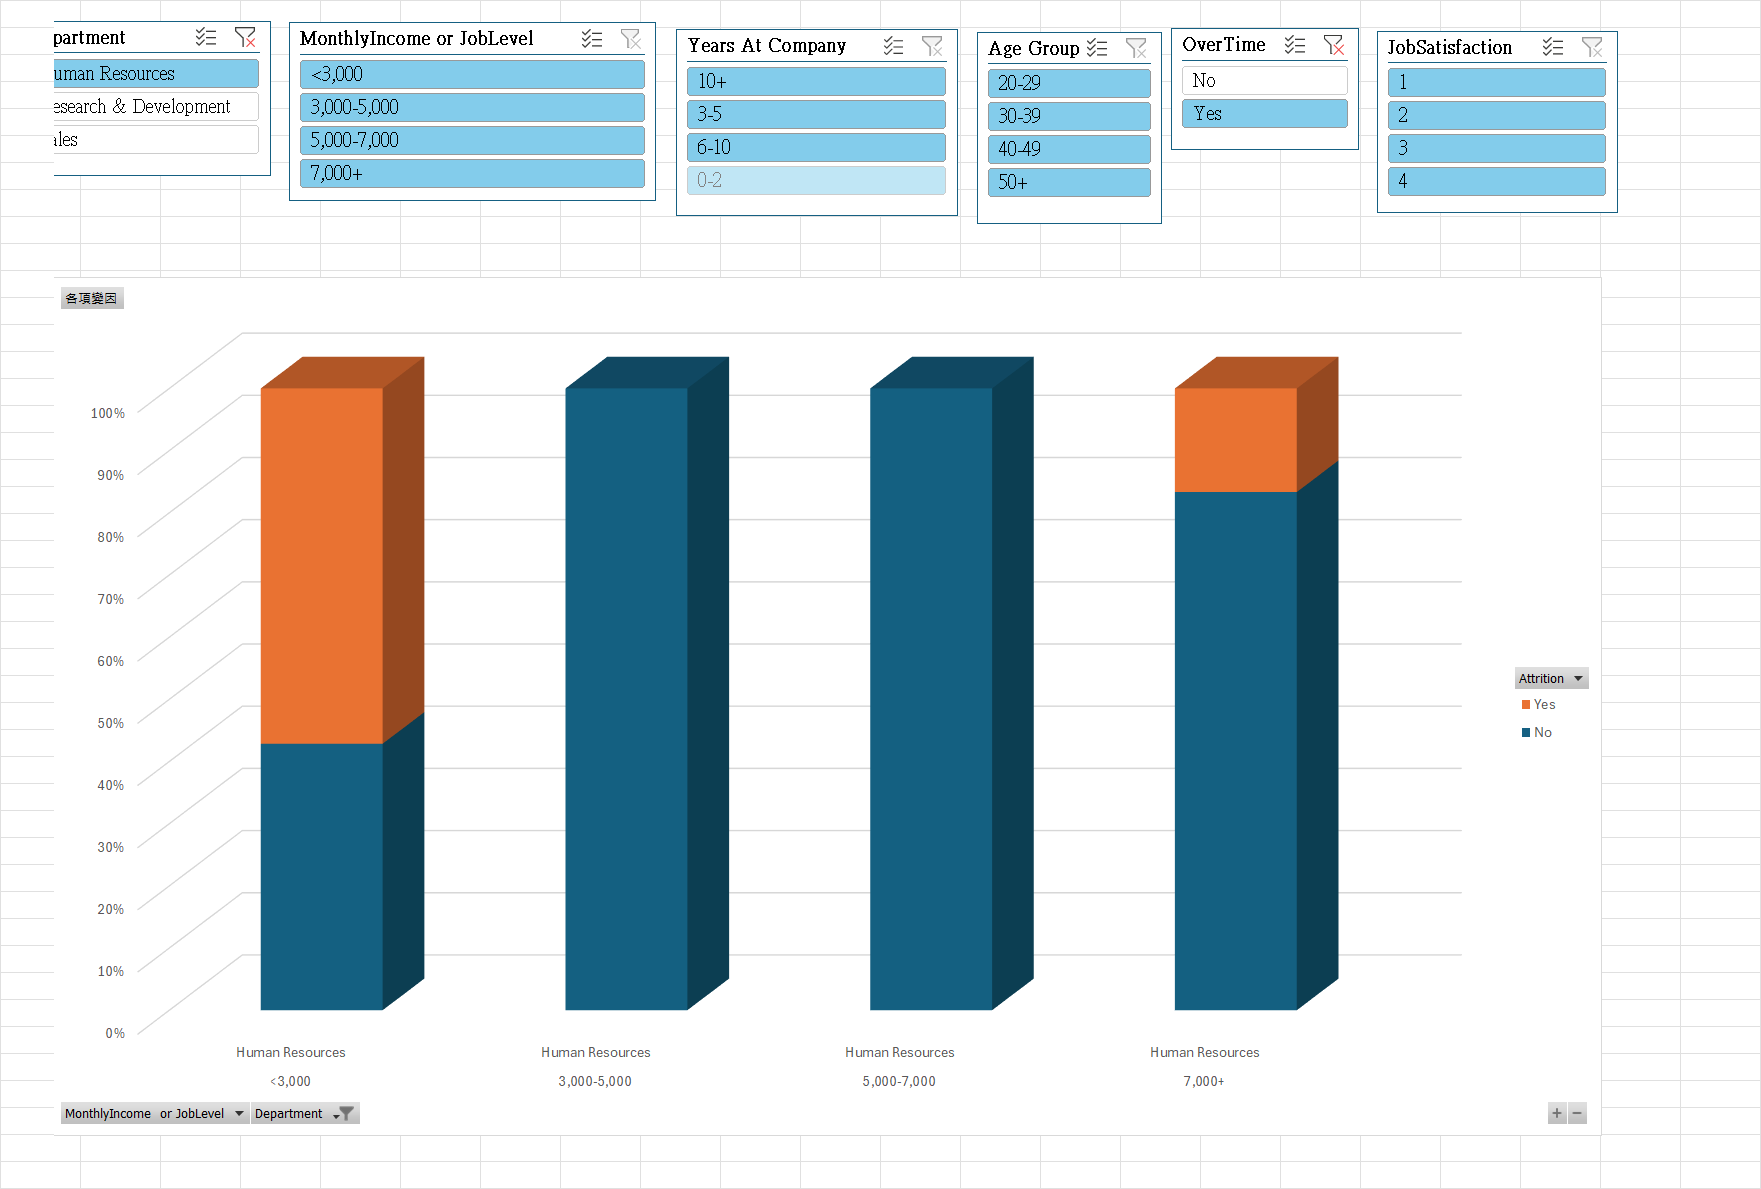 partment
uman Resources
esearch & Development
ales
MonthlyIncome or JobLevel
<3,000
3,000-5,000
5,000-7,000
7,000+
Years At Company
10+
3-5
6-10
0-2
Age Group
20-29
30-39
40-49
50+
OverTime
No
Yes
JobSatisfaction
1
2
3
4
各項變因
100%
90%
80%
70%
60%
50%
40%
30%
20%
10%
0%
Human Resources
Human Resources
Human Resources
Human Resources
<3,000
3,000-5,000
5,000-7,000
7,000+
Attrition
Yes
No
MonthlyIncome or JobLevel
Department